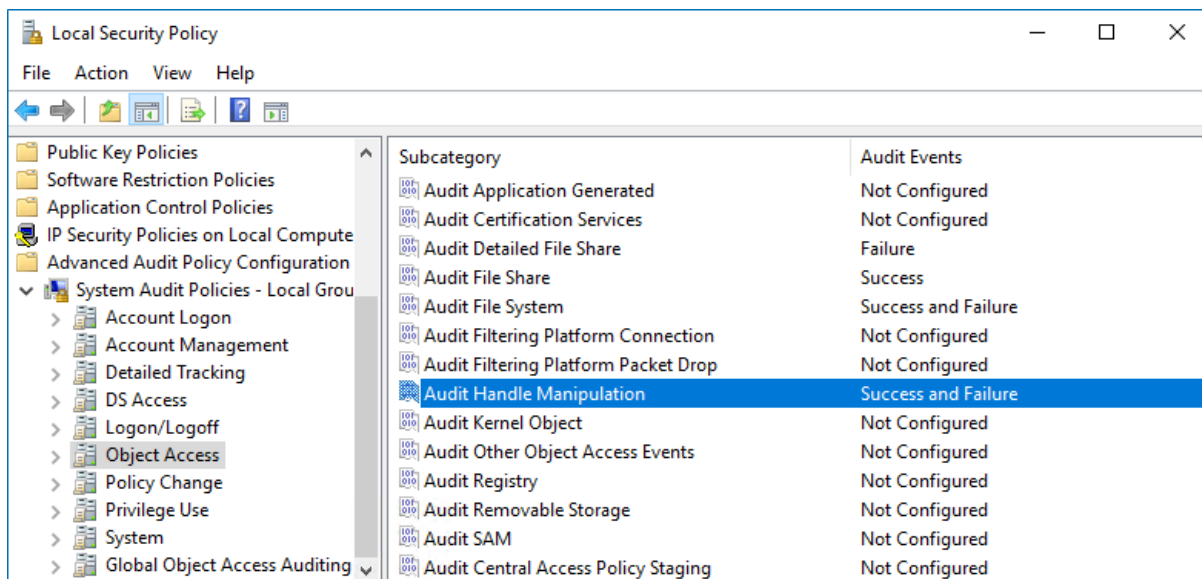 Local Security Policy
File Action View Help
Public Key Policies
Software Restriction Policies
Application Control Policies
IP Security Policies on Local Compute
Advanced Audit Policy Configuration
System Audit Policies - Local Grou
Account Logon
Account Management
Detailed Tracking
DS Access
Logon/Logoff
Object Access
Policy Change
Privilege Use
System
Global Object Access Auditing
Subcategory Audit Events
Audit Application Generated Not Configured
Audit Certification Services Not Configured
Audit Detailed File Share Failure
Audit File Share Success
Audit File System Success and Failure
Audit Filtering Platform Connection Not Configured
Audit Filtering Platform Packet Drop Not Configured
Audit Handle Manipulation Success and Failure
Audit Kernel Object Not Configured
Audit Other Object Access Events Not Configured
Audit Registry Not Configured
Audit Removable Storage Not Configured
Audit SAM Not Configured
Audit Central Access Policy Staging Not Configured